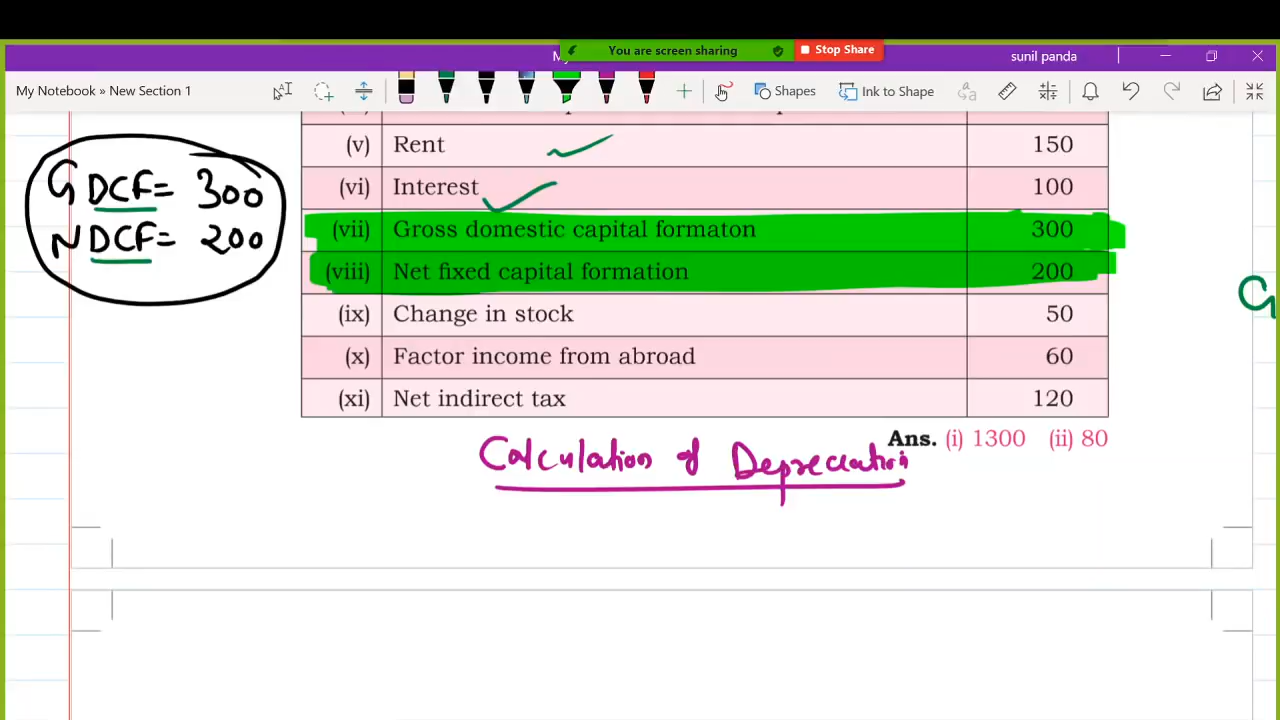 You are screen sharing Stop Share
My sunil panda
My Notebook » New Section 1 Shapes Ink to Shape
(v) Rent 150
(vi) Interest 100
(vii) Gross domestic capital formaton 300
(viii) Net fixed capital formation 200
(ix) Change in stock 50
(x) Factor income from abroad 60
(xi) Net indirect tax 120
Ans. (i) 1300 (ii) 80
GDCF= 300
NDCF= 200
Calculation of Depreciation
G